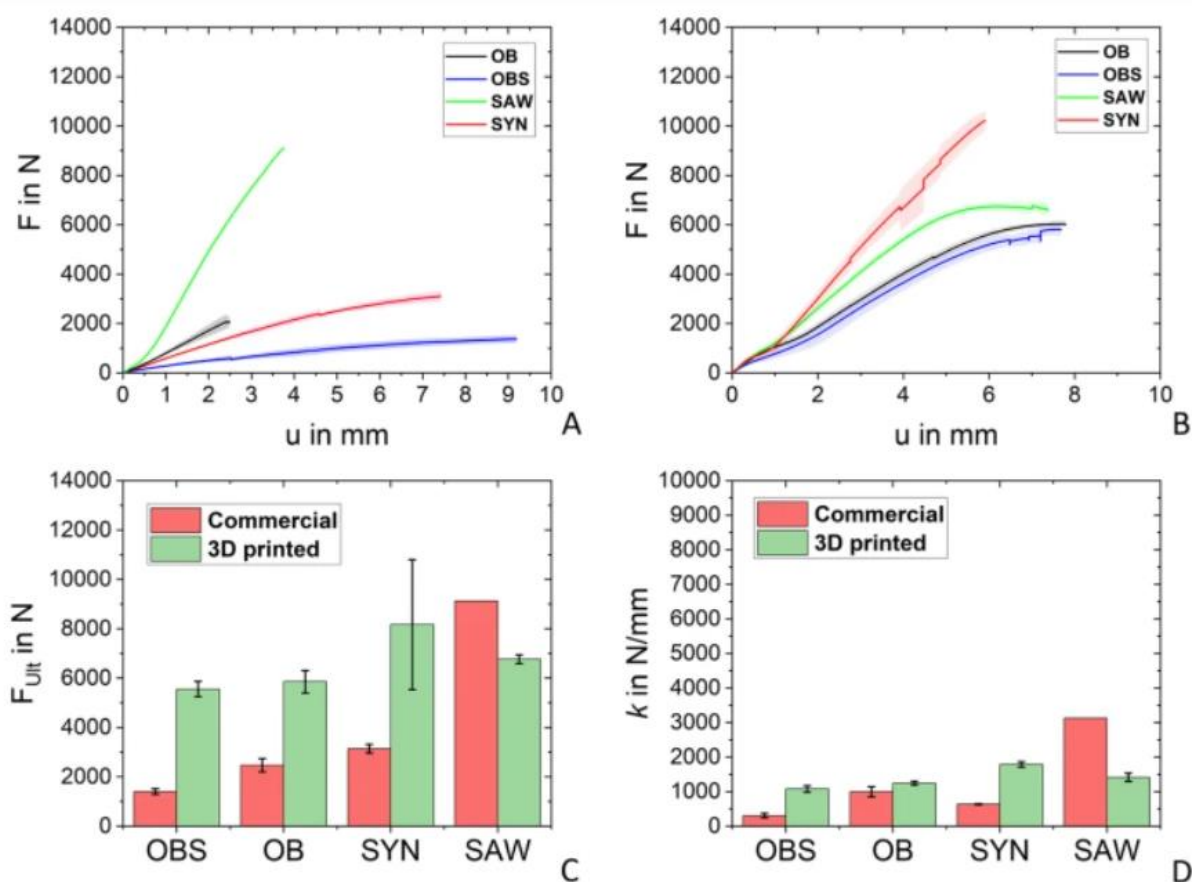 14000
12000
10000
8000
6000
4000
2000
0
F in N
OB
OBS
SAW
SYN
0 1 2 3 4 5 6 7 8 9 10
u in mm
A
14000
12000
10000
8000
6000
4000
2000
0
F in N
OB
OBS
SAW
SYN
0 2 4 6 8 10
u in mm
B
14000
12000
10000
8000
6000
4000
2000
0
F_Ult in N
Commercial
3D printed
OBS OB SYN SAW
C
10000
9000
8000
7000
6000
5000
4000
3000
2000
1000
0
k in N/mm
Commercial
3D printed
OBS OB SYN SAW
D